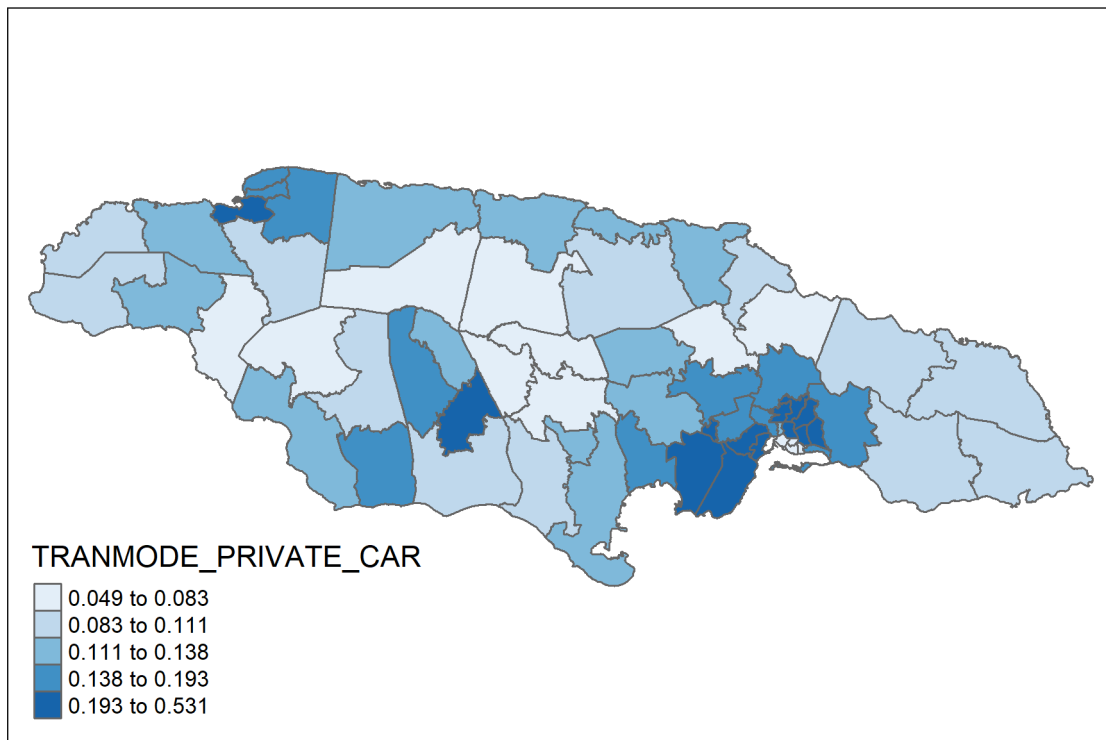 TRANMODE_PRIVATE_CAR
0.049 to 0.083
0.083 to 0.111
0.111 to 0.138
0.138 to 0.193
0.193 to 0.531